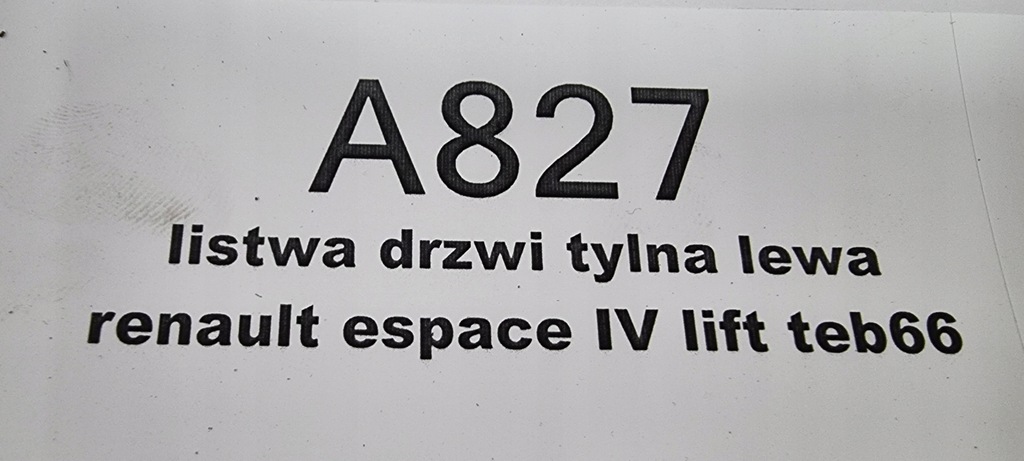 A827
listwa drzwi tylna lewa
renault espace IV lift teb66